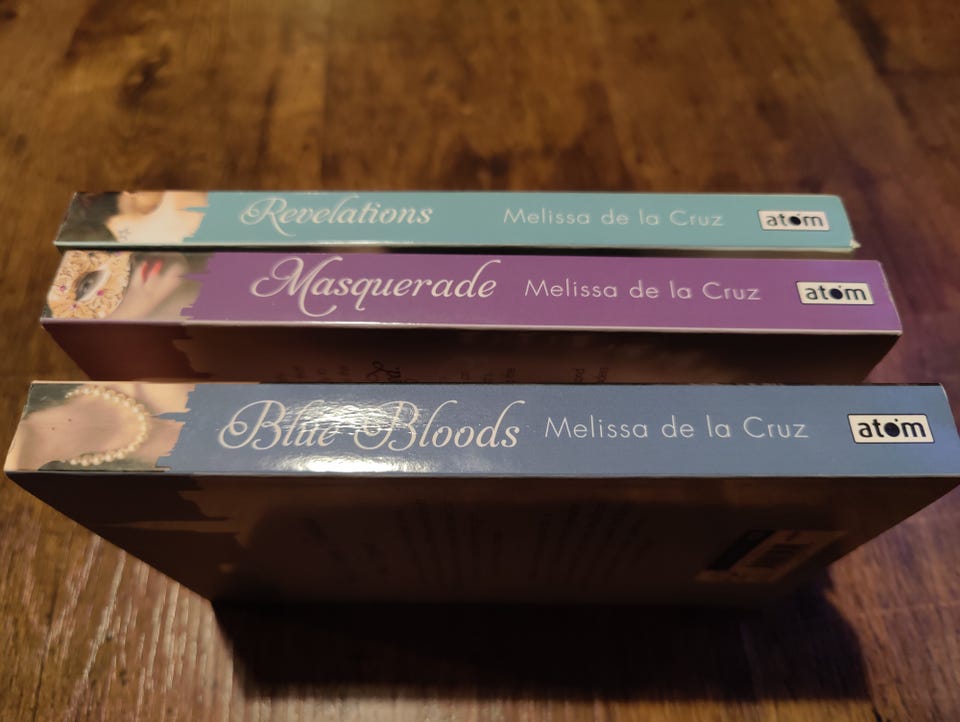 Revelations Melissa de la Cruz atom
Masquerade Melissa de la Cruz atom
Blue Bloods Melissa de la Cruz atom